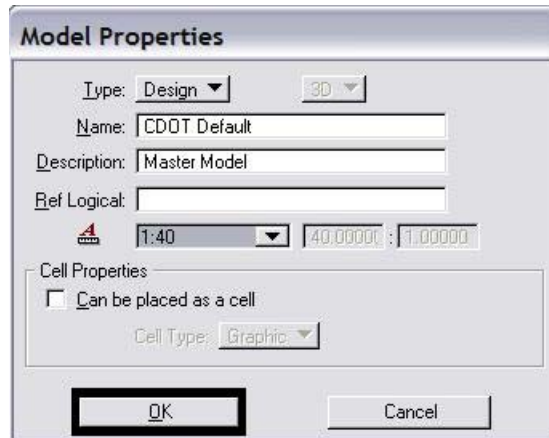 Model Properties
Type: Design 3D
Name: CDOT Default
Description: Master Model
Ref Logical:
A 1:40 40.00000 : 1.00000
Cell Properties
Can be placed as a cell
Cell Type: Graphic
OK Cancel